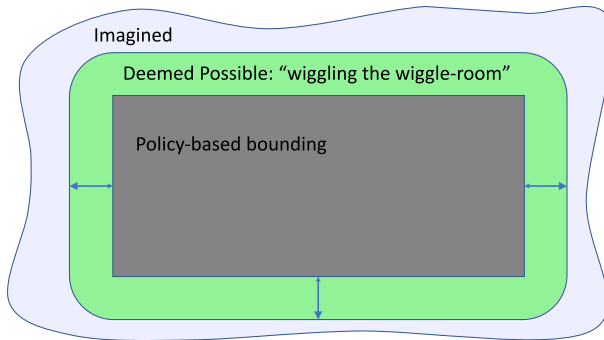 Imagined
Deemed Possible: “wiggling the wiggle-room”
Policy-based bounding